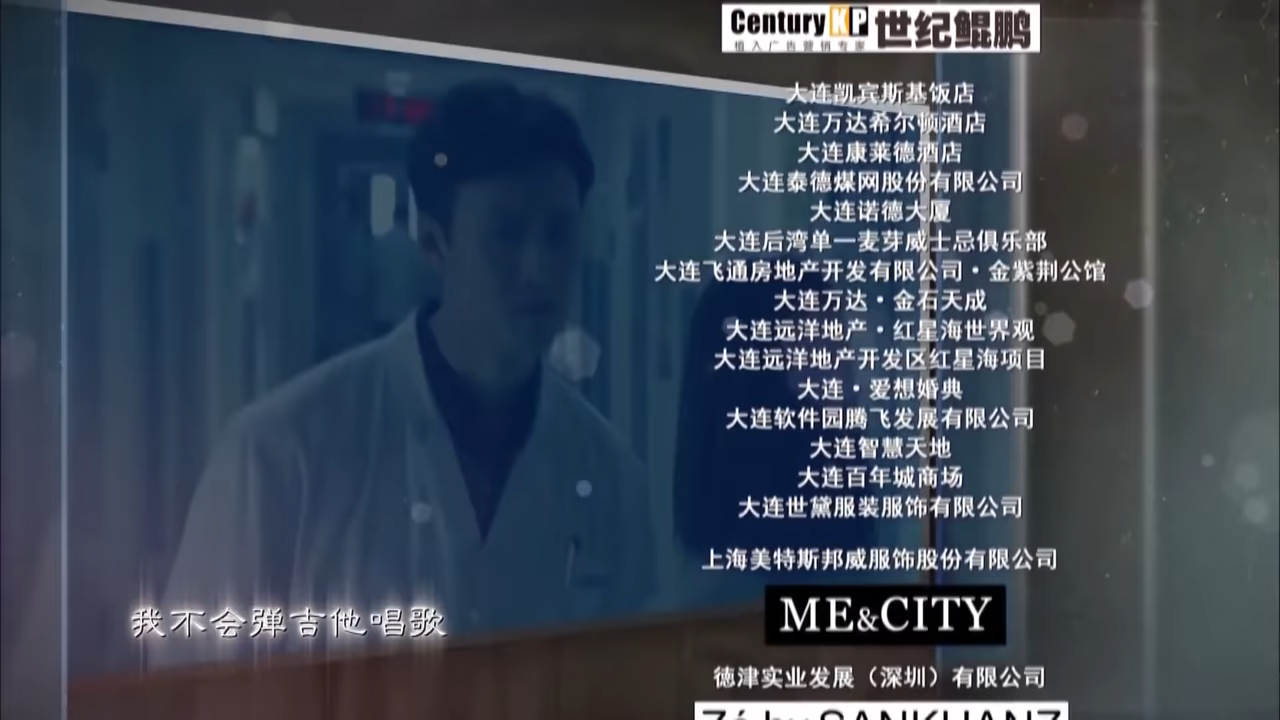 Century KP 世纪鲲鹏
植入广告营销专家
大连凯宾斯基饭店
大连万达希尔顿酒店
大连康莱德酒店
大连泰德煤网股份有限公司
大连诺德大厦
大连后湾单一麦芽威士忌俱乐部
大连飞通房地产开发有限公司·金紫荆公馆
大连万达·金石天成
大连远洋地产·红星海世界观
大连远洋地产开发区红星海项目
大连·爱想婚典
大连软件园腾飞发展有限公司
大连智慧天地
大连百年城商场
大连世黛服装服饰有限公司
上海美特斯邦威服饰股份有限公司
ME&CITY
我不会弹吉他唱歌
德津实业发展（深圳）有限公司